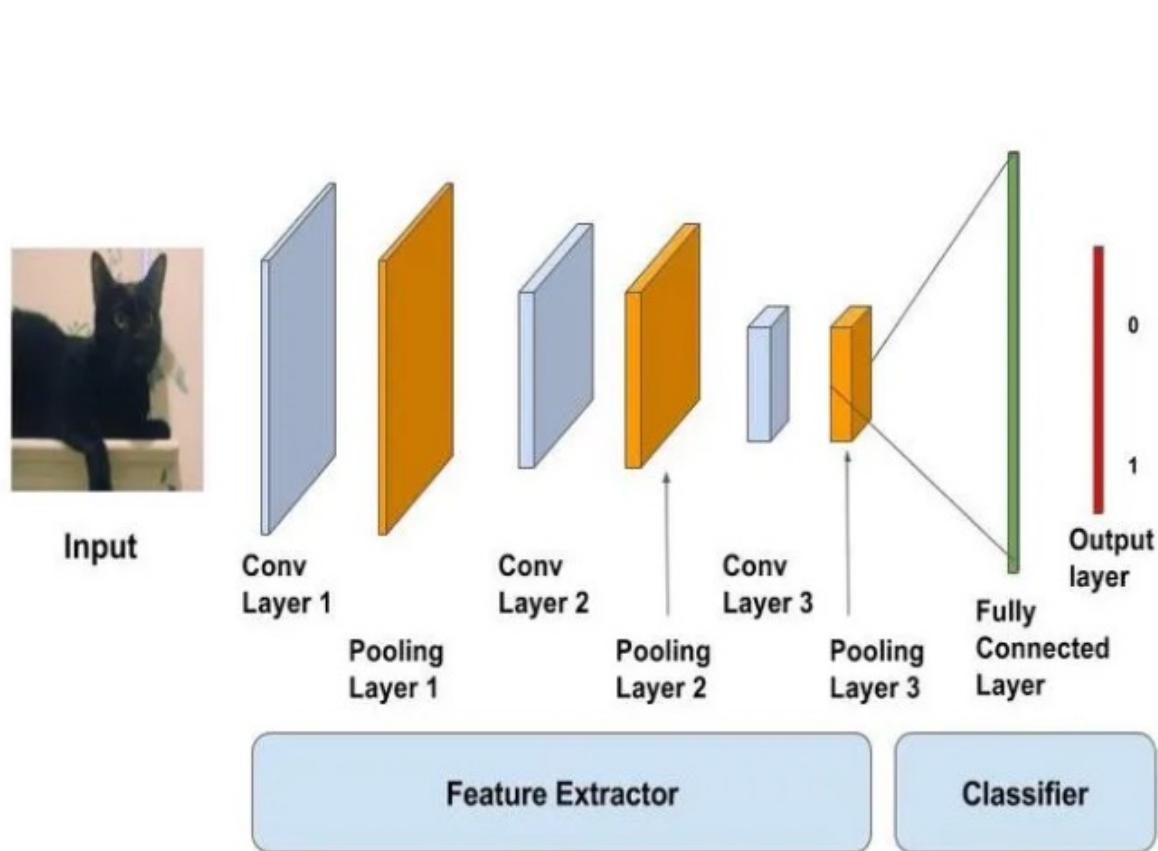 0
1
Input
Conv
Layer 1
Pooling
Layer 1
Conv
Layer 2
Pooling
Layer 2
Conv
Layer 3
Pooling
Layer 3
Fully
Connected
Layer
Output
layer
Feature Extractor
Classifier